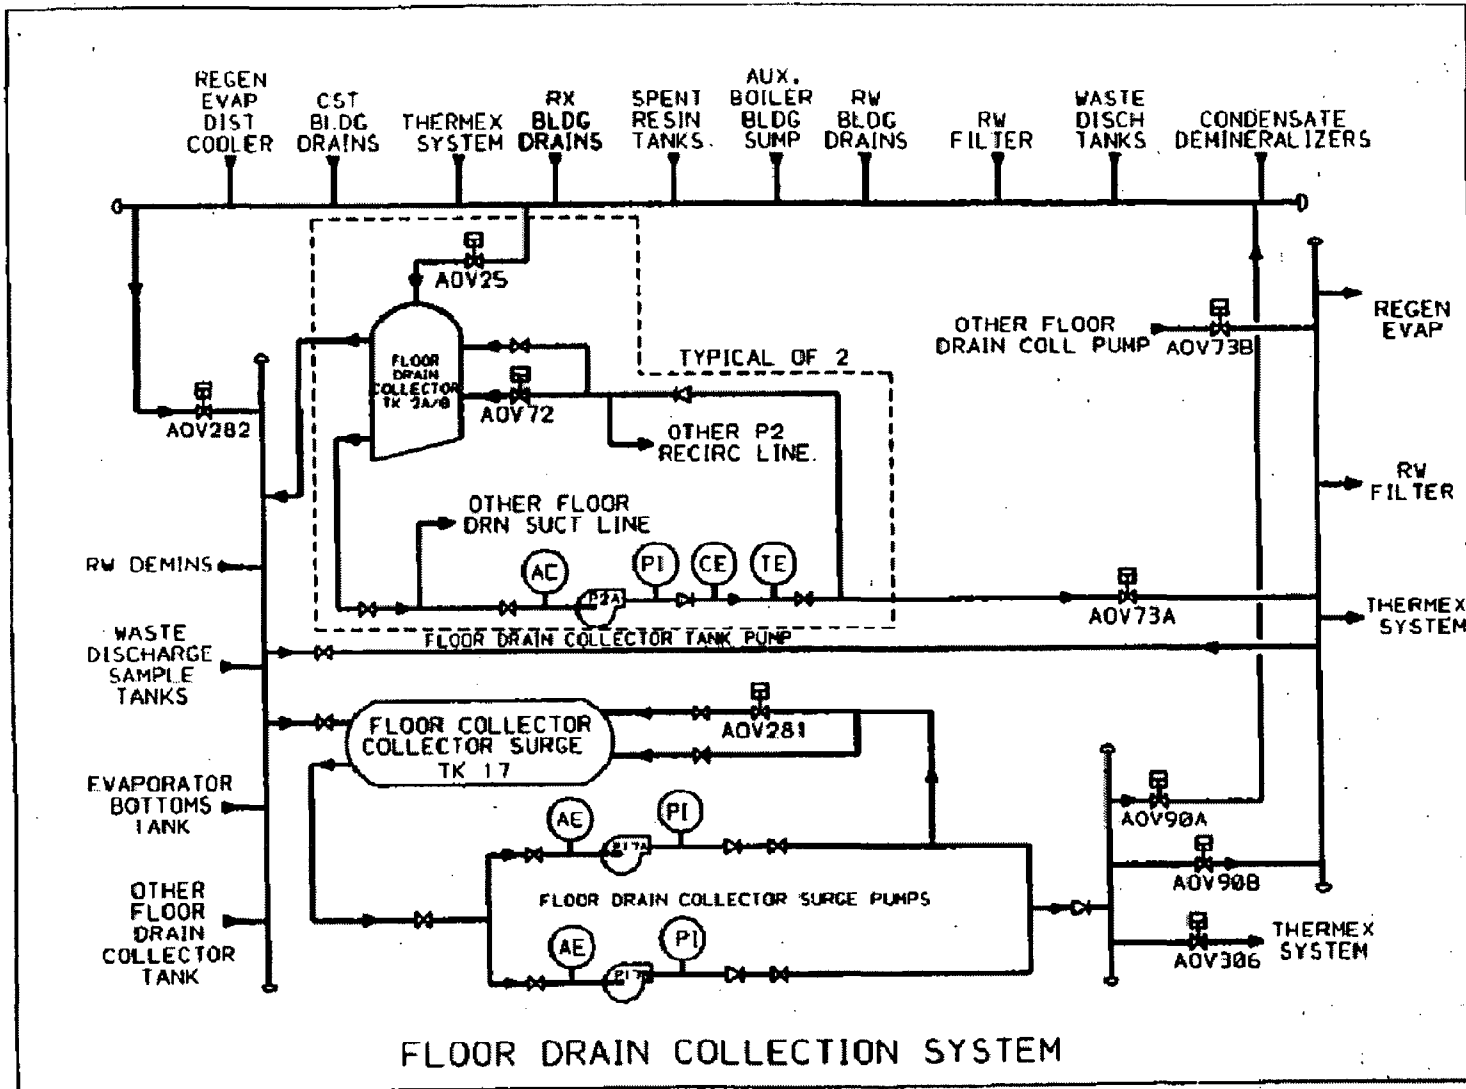 REGEN
EVAP
DIST
COOLER
CST
BLDG
DRAINS
THERMEX
SYSTEM
RX
BLDG
DRAINS
SPENT
RESIN
TANKS.
AUX.
BOILER
BLDG
SUMP
RW
BLDG
DRAINS
RW
FILTER
WASTE
DISCH
TANKS
CONDENSATE
DEMINERALIZERS
AOV25
FLOOR
DRAIN
COLLECTOR
TK 2A/B
AOV72
AOV282
TYPICAL OF 2
OTHER P2
RECIRC LINE.
OTHER FLOOR
DRAIN COLL PUMP
AOV73B
REGEN
EVAP
RW
FILTER
OTHER FLOOR
DRN SUCT LINE
RW DEMINS
AE
P2A
PI
CE
TE
AOV73A
THERMEX
SYSTEM
FLOOR DRAIN COLLECTOR TANK PUMP
WASTE
DISCHARGE
SAMPLE
TANKS
FLOOR COLLECTOR
COLLECTOR SURGE
TK 17
AOV281
EVAPORATOR
BOTTOMS
TANK
AE
P17A
PI
AOV90A
AOV90B
FLOOR DRAIN COLLECTOR SURGE PUMPS
OTHER
FLOOR
DRAIN
COLLECTOR
TANK
AE
PI
AOV306
THERMEX
SYSTEM
FLOOR DRAIN COLLECTION SYSTEM